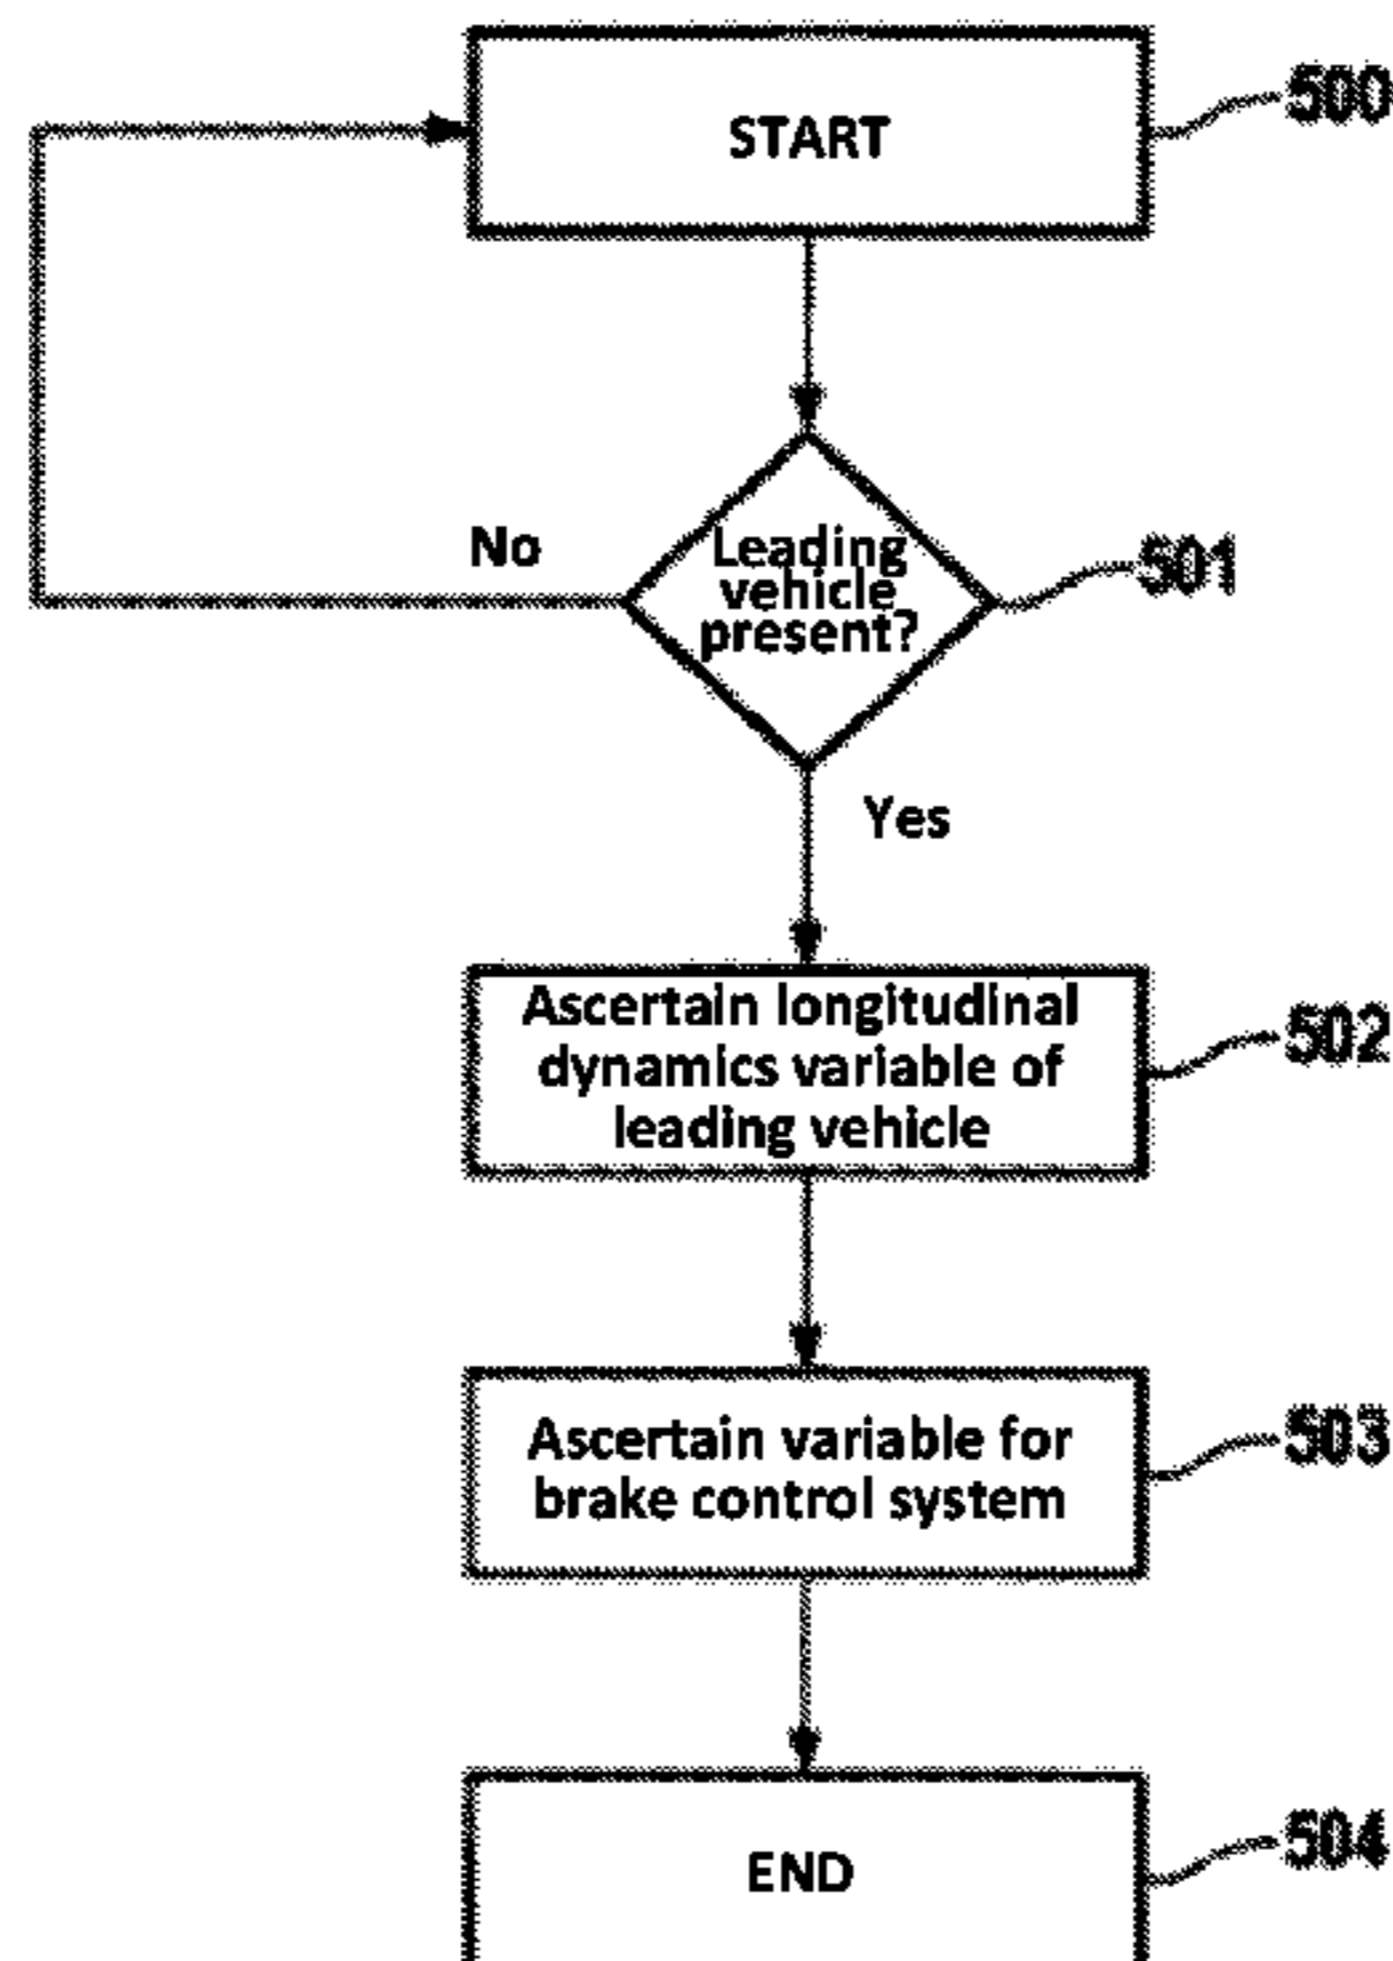 START
500
No
Leading
vehicle
present?
501
Yes
Ascertain longitudinal
dynamics variable of
leading vehicle
502
Ascertain variable for
brake control system
503
END
504